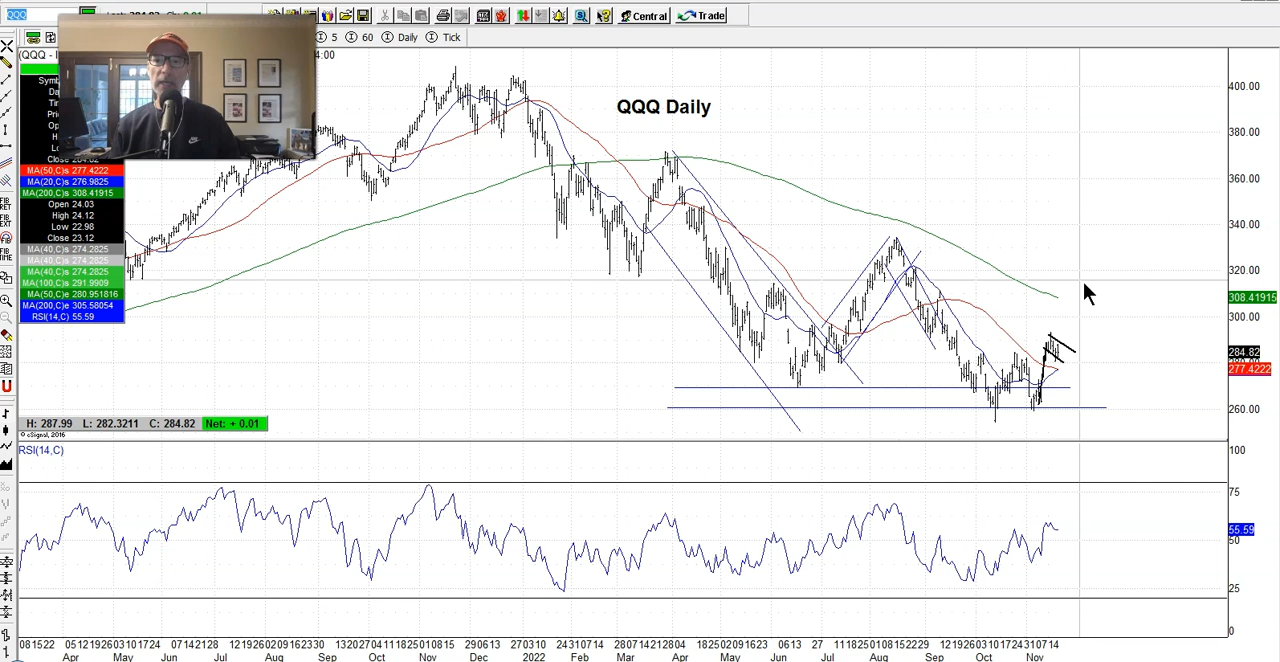 QQQ
Central
Trade
5
60
Daily
Tick
QQQ Daily
MA(50,C)s 277.4222
MA(20,C)s 276.9825
MA(200,C)s 308.41915
Open 24.03
High 24.12
Low 22.98
Close 23.12
MA(40,C)s 274.2825
MA(40,C)s 274.2825
MA(40,C)s 274.2825
MA(100,C)s 291.9909
MA(50,C)e 280.951816
MA(200,C)e 305.58054
RSI(14,C) 55.59
400.00
380.00
360.00
340.00
320.00
308.41915
300.00
284.82
277.4222
260.00
H: 287.99 L: 282.3211 C: 284.82 Net: + 0.01
© eSignal, 2016
RSI(14,C)
100
75
55.59
50
25
0
Apr May Jun Jul Aug Sep Oct Nov Dec 2022 Feb Mar Apr May Jun Jul Aug Sep Oct Nov